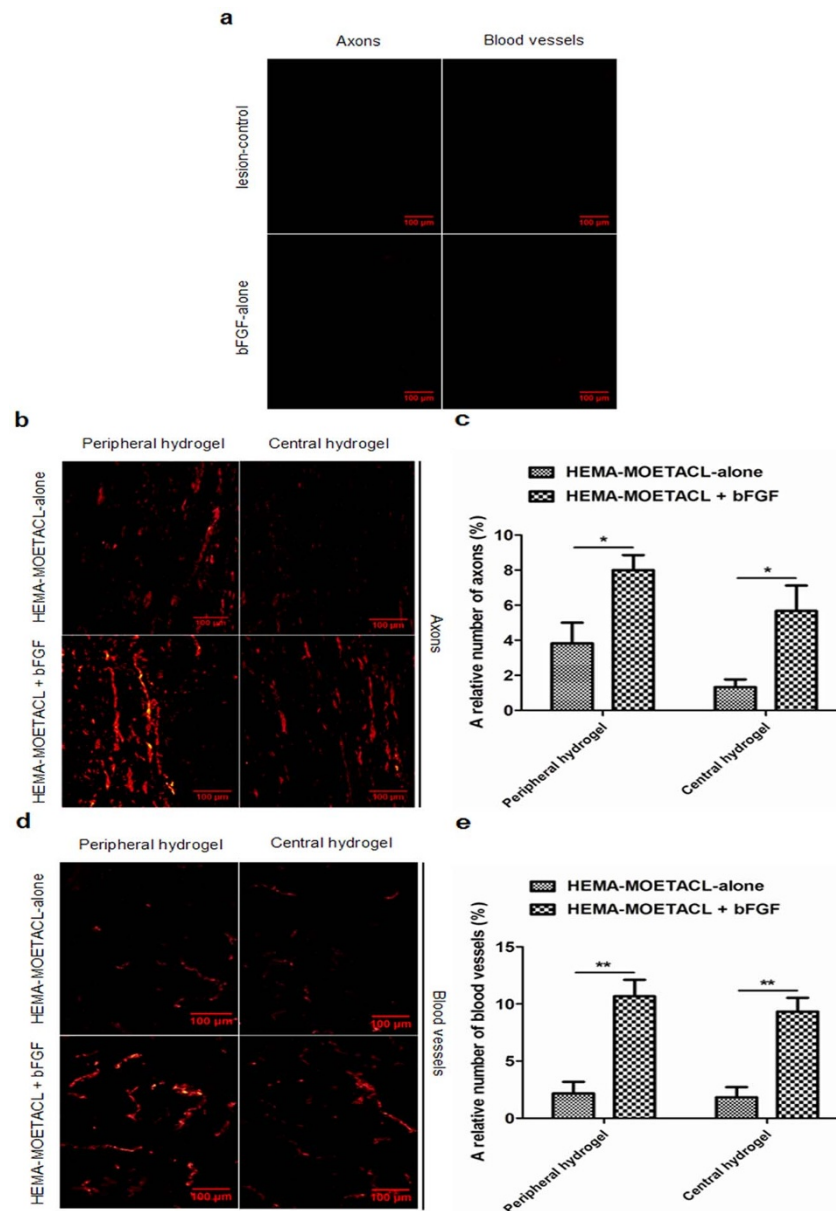 a
Axons
Blood vessels
lesion-control
100 µm
100 µm
bFGF-alone
100 µm
100 µm
b
Peripheral hydrogel
Central hydrogel
HEMA-MOETACL-alone
100 µm
100 µm
HEMA-MOETACL + bFGF
100 µm
100 µm
Axons
c
HEMA-MOETACL-alone
HEMA-MOETACL + bFGF
A relative number of axons (%)
10
8
6
4
2
0
*
*
Peripheral hydrogel
Central hydrogel
d
Peripheral hydrogel
Central hydrogel
HEMA-MOETACL-alone
100 µm
100 µm
HEMA-MOETACL + bFGF
100 µm
100 µm
Blood vessels
e
HEMA-MOETACL-alone
HEMA-MOETACL + bFGF
A relative number of blood vessels (%)
15
10
5
0
**
**
Peripheral hydrogel
Central hydrogel